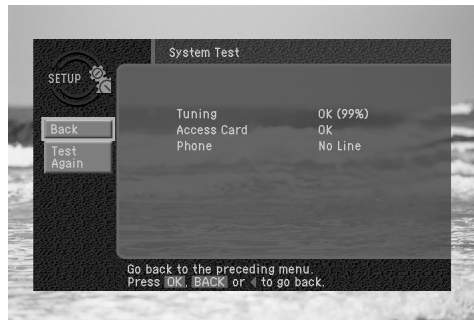 System Test
SETUP
Tuning OK (99%)
Access Card OK
Phone No Line
Back
Test
Again
Go back to the preceding menu.
Press OK, BACK or ◀ to go back.